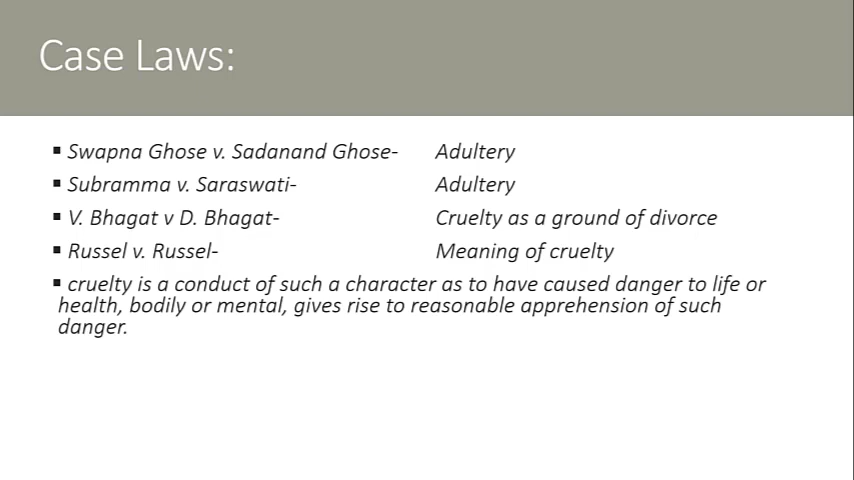 Case Laws:
▪ Swapna Ghose v. Sadanand Ghose- Adultery
▪ Subramma v. Saraswati- Adultery
▪ V. Bhagat v D. Bhagat- Cruelty as a ground of divorce
▪ Russel v. Russel- Meaning of cruelty
▪ cruelty is a conduct of such a character as to have caused danger to life or
health, bodily or mental, gives rise to reasonable apprehension of such
danger.